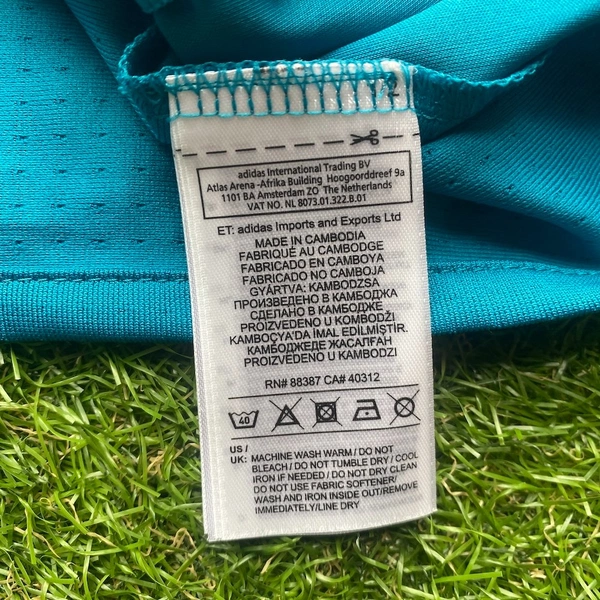 adidas International Trading BV
Atlas Arena -Afrika Building Hoogoorddreef 9a
1101 BA Amsterdam ZO The Netherlands
VAT NO. NL 8073.01.322.B.01
ET: adidas Imports and Exports Ltd
MADE IN CAMBODIA
FABRIQUÉ AU CAMBODGE
FABRICADO EN CAMBOYA
FABRICADO NO CAMBOJA
GYÁRTVA: KAMBODZSA
ПРОИЗВЕДЕНО В КАМБОДЖА
СДЕЛАНО В КАМБОДЖЕ
PROIZVEDENO U KOMBODŽI
KAMBOÇYA'DA İMAL EDİLMİŞTİR.
КАМБОДЖЕДЕ ЖАСАЛҒАН
PROIZVEDENO U KAMBODZI
RN# 88387 CA# 40312
40
US /
UK: MACHINE WASH WARM / DO NOT
BLEACH / DO NOT TUMBLE DRY / COOL
IRON IF NEEDED / DO NOT DRY CLEAN
DO NOT USE FABRIC SOFTENER/
WASH AND IRON INSIDE OUT/REMOVE
IMMEDIATELY/LINE DRY